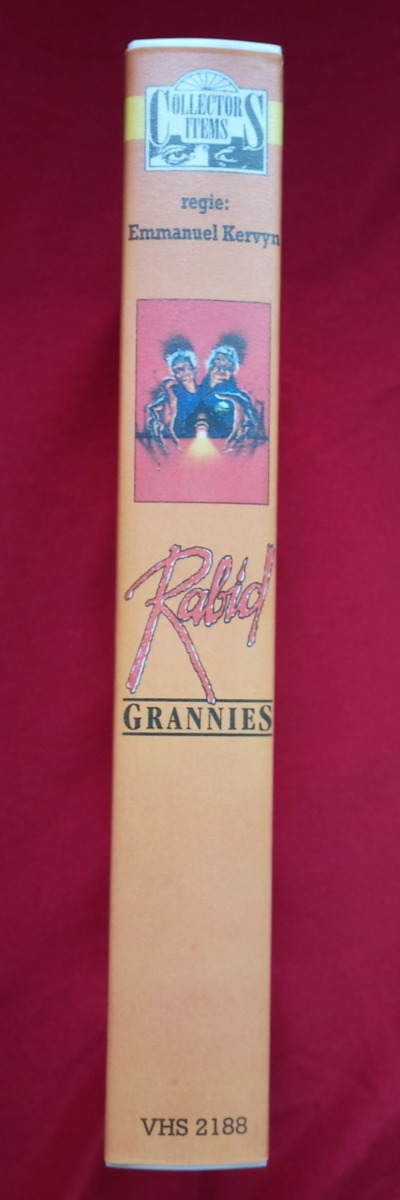 COLLECTORS
ITEMS
regie:
Emmanuel Kervyn
Rabid
GRANNIES
VHS 2188